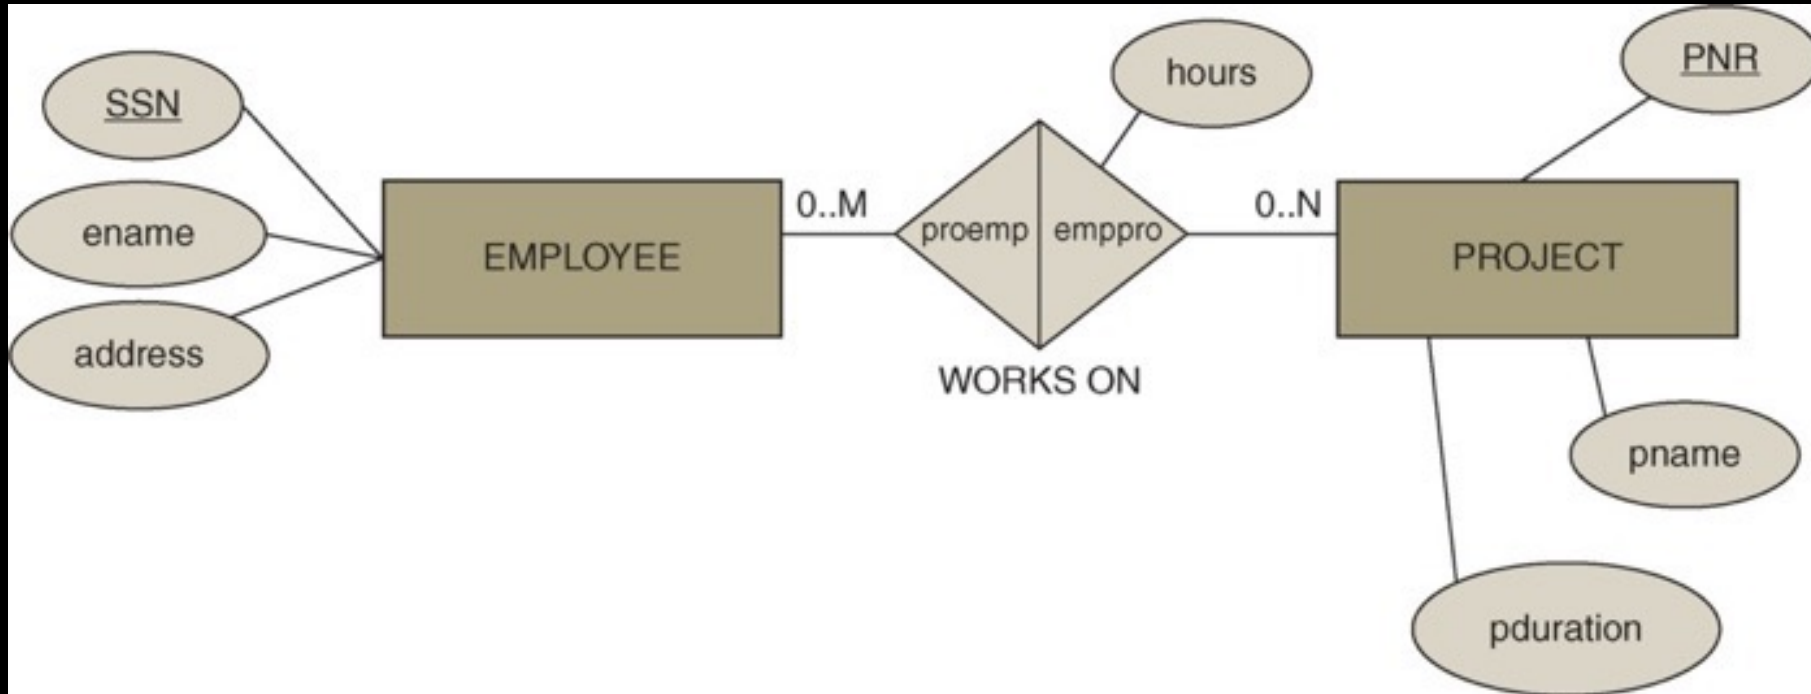 SSN
ename
address
EMPLOYEE
0..M
proemp
emppro
WORKS ON
hours
0..N
PROJECT
PNR
pname
pduration